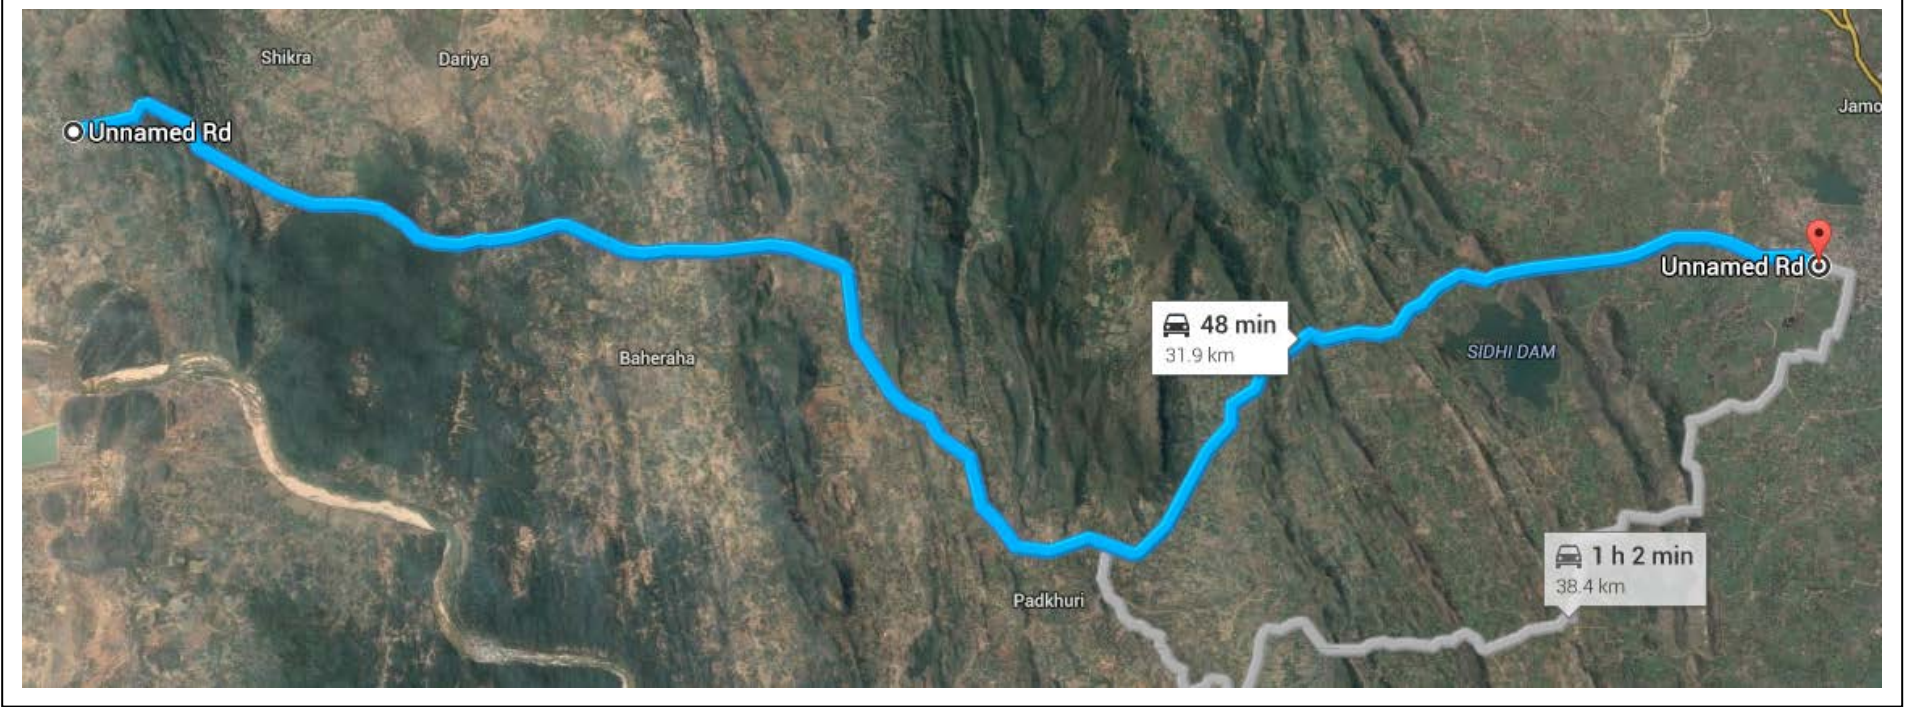 Shikra
Dariya
Jamo
Unnamed Rd
Unnamed Rd
48 min
31.9 km
SIDHI DAM
Baheraha
1 h 2 min
38.4 km
Padkhuri